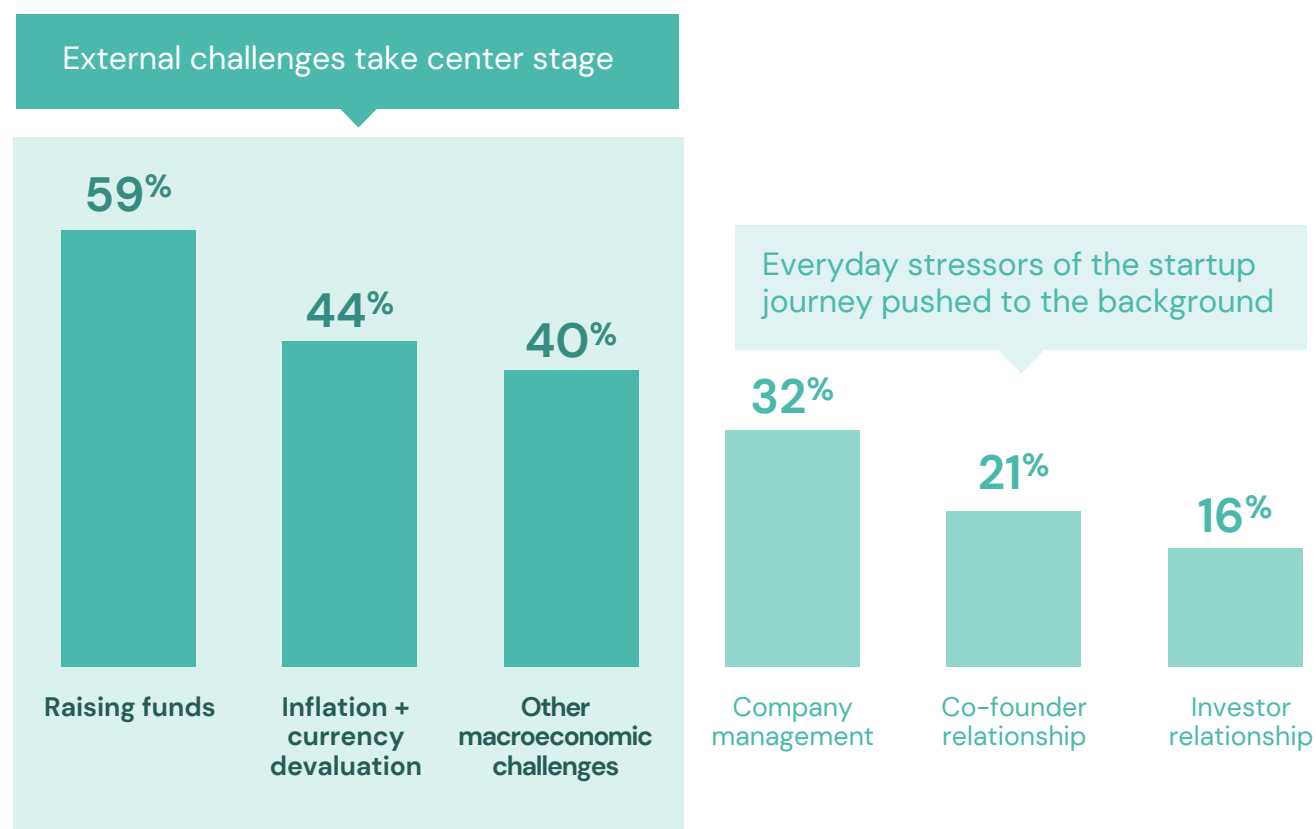 External challenges take center stage
59%
44%
40%
Raising funds
Inflation +
currency
devaluation
Other
macroeconomic
challenges
Everyday stressors of the startup
journey pushed to the background
32%
21%
16%
Company
management
Co-founder
relationship
Investor
relationship